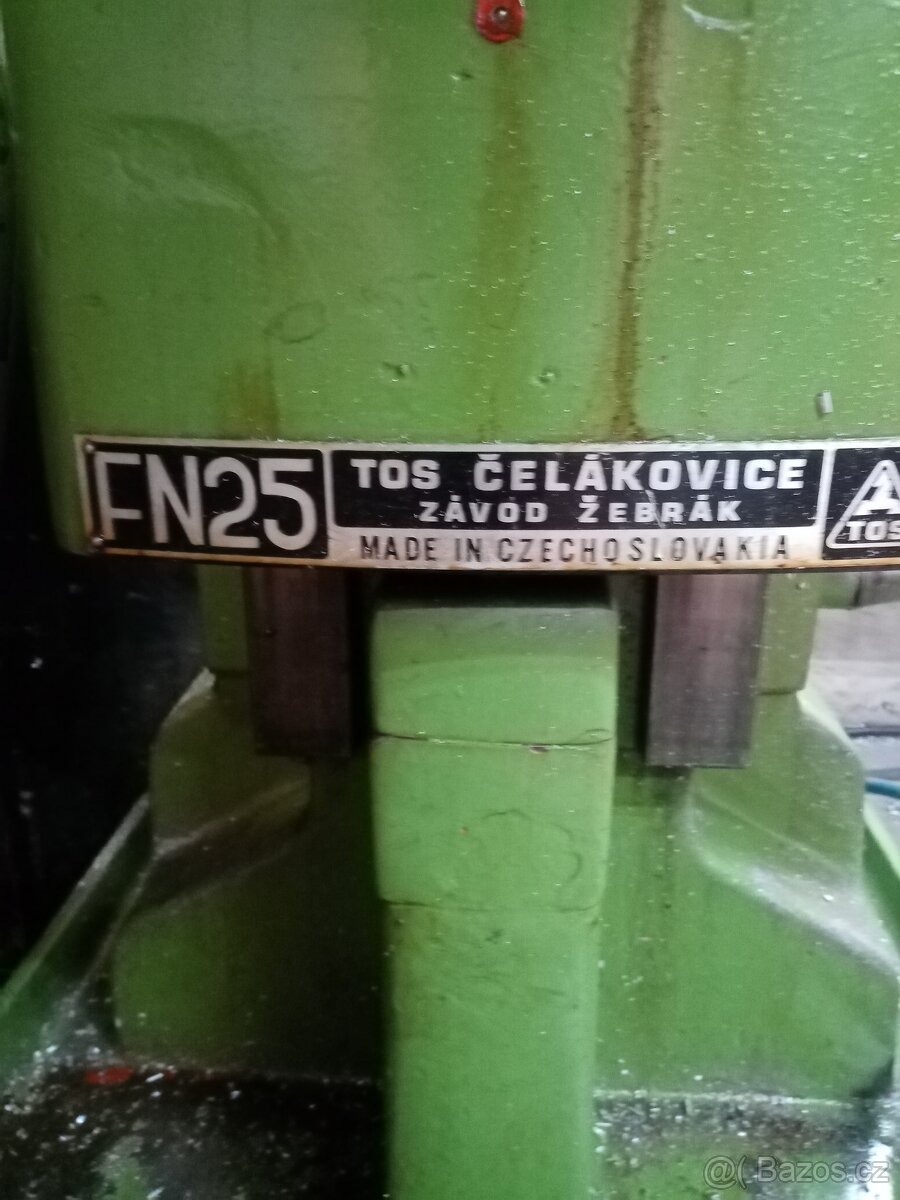 FN25
TOS ČELÁKOVICE
ZÁVOD ŽEBRÁK
MADE IN CZECHOSLOVAKIA
TOS
@( Bazos.cz